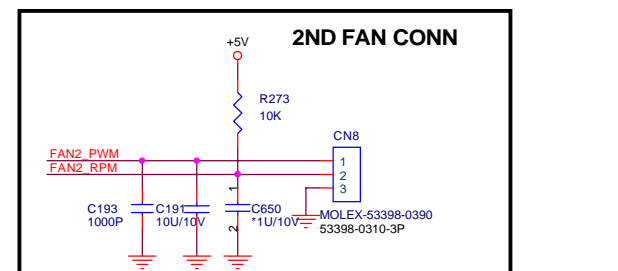 2ND FAN CONN
+5V
R273
10K
CN8
FAN2_PWM
FAN2_RPM
1
2
3
1
2
C193
1000P
C191
10U/10V
C650
*1U/10V
MOLEX-53398-0390
53398-0310-3P